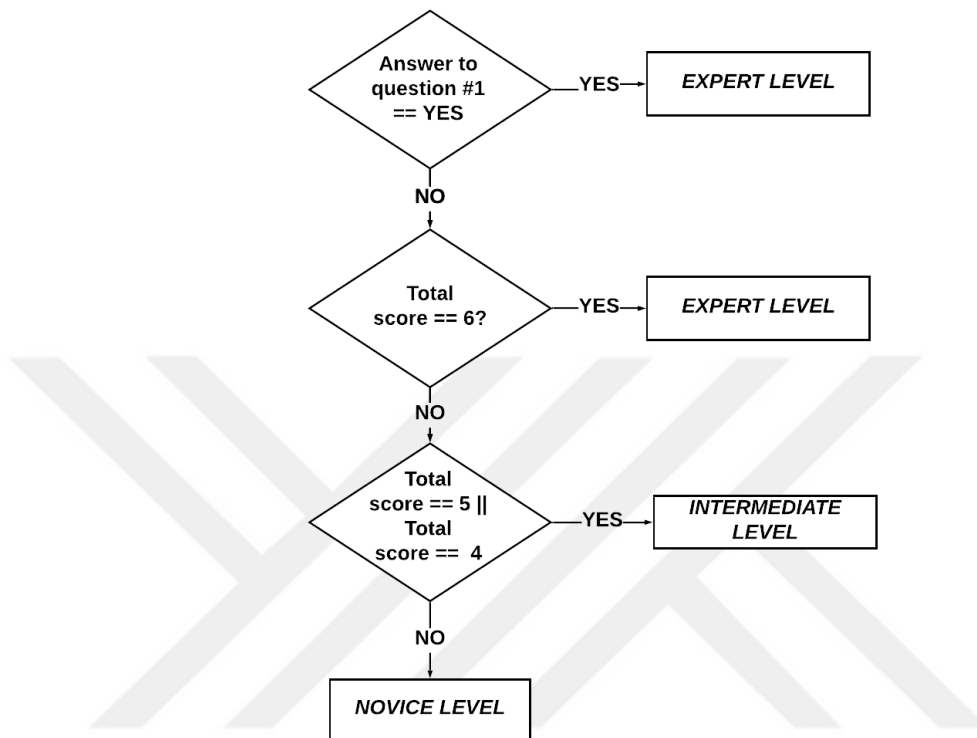 Answer to
question #1
== YES
YES
EXPERT LEVEL
NO
Total
score == 6?
YES
EXPERT LEVEL
NO
Total
score == 5 ||
Total
score == 4
YES
INTERMEDIATE
LEVEL
NO
NOVICE LEVEL